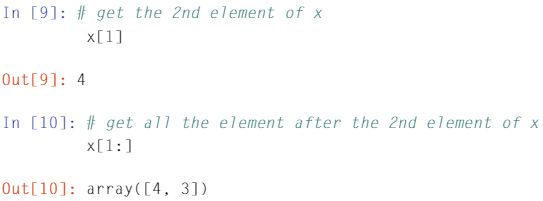 In [9]: # get the 2nd element of x
x[1]
Out[9]: 4
In [10]: # get all the element after the 2nd element of x
x[1:]
Out[10]: array([4, 3])